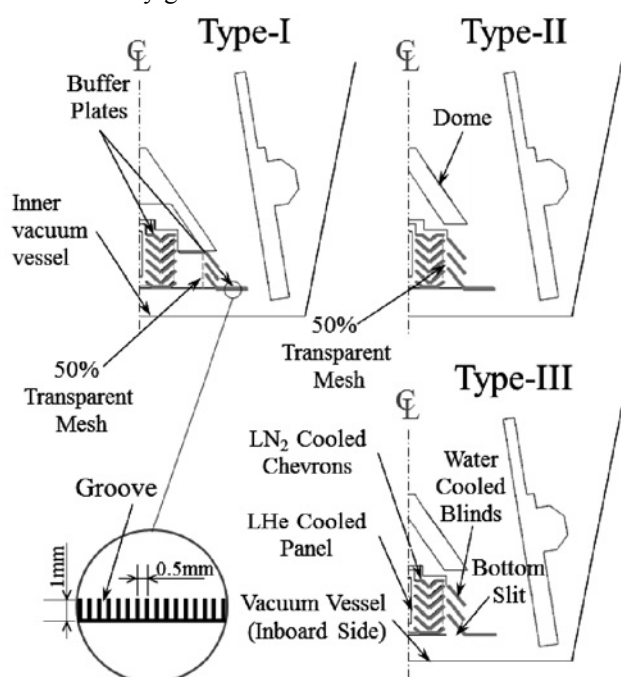 Type-I
Type-II
℄
℄
Buffer
Plates
Dome
Inner
vacuum
vessel
50%
Transparent
Mesh
50%
Transparent
Mesh
Type-III
℄
LN₂ Cooled
Chevrons
Water
Cooled
Blinds
Groove
LHe Cooled
Panel
Bottom
Slit
0.5mm
1mm
Vacuum Vessel
(Inboard Side)